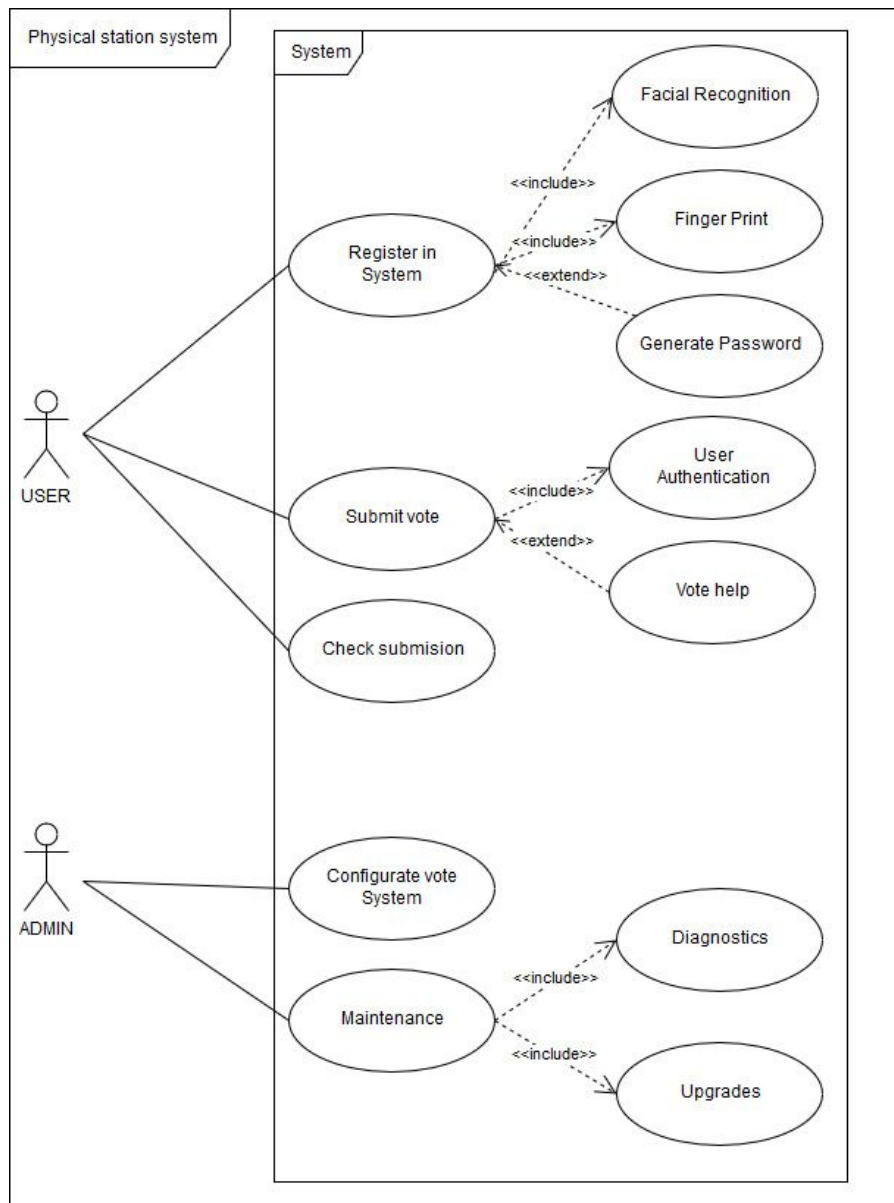 Physical station system
System
Facial Recognition
<<include>>
Finger Print
<<include>>
Register in
System
<<extend>>
Generate Password
USER
User
Authentication
<<include>>
Submit vote
<<extend>>
Vote help
Check submision
ADMIN
Configurate vote
System
Diagnostics
<<include>>
Maintenance
<<include>>
Upgrades